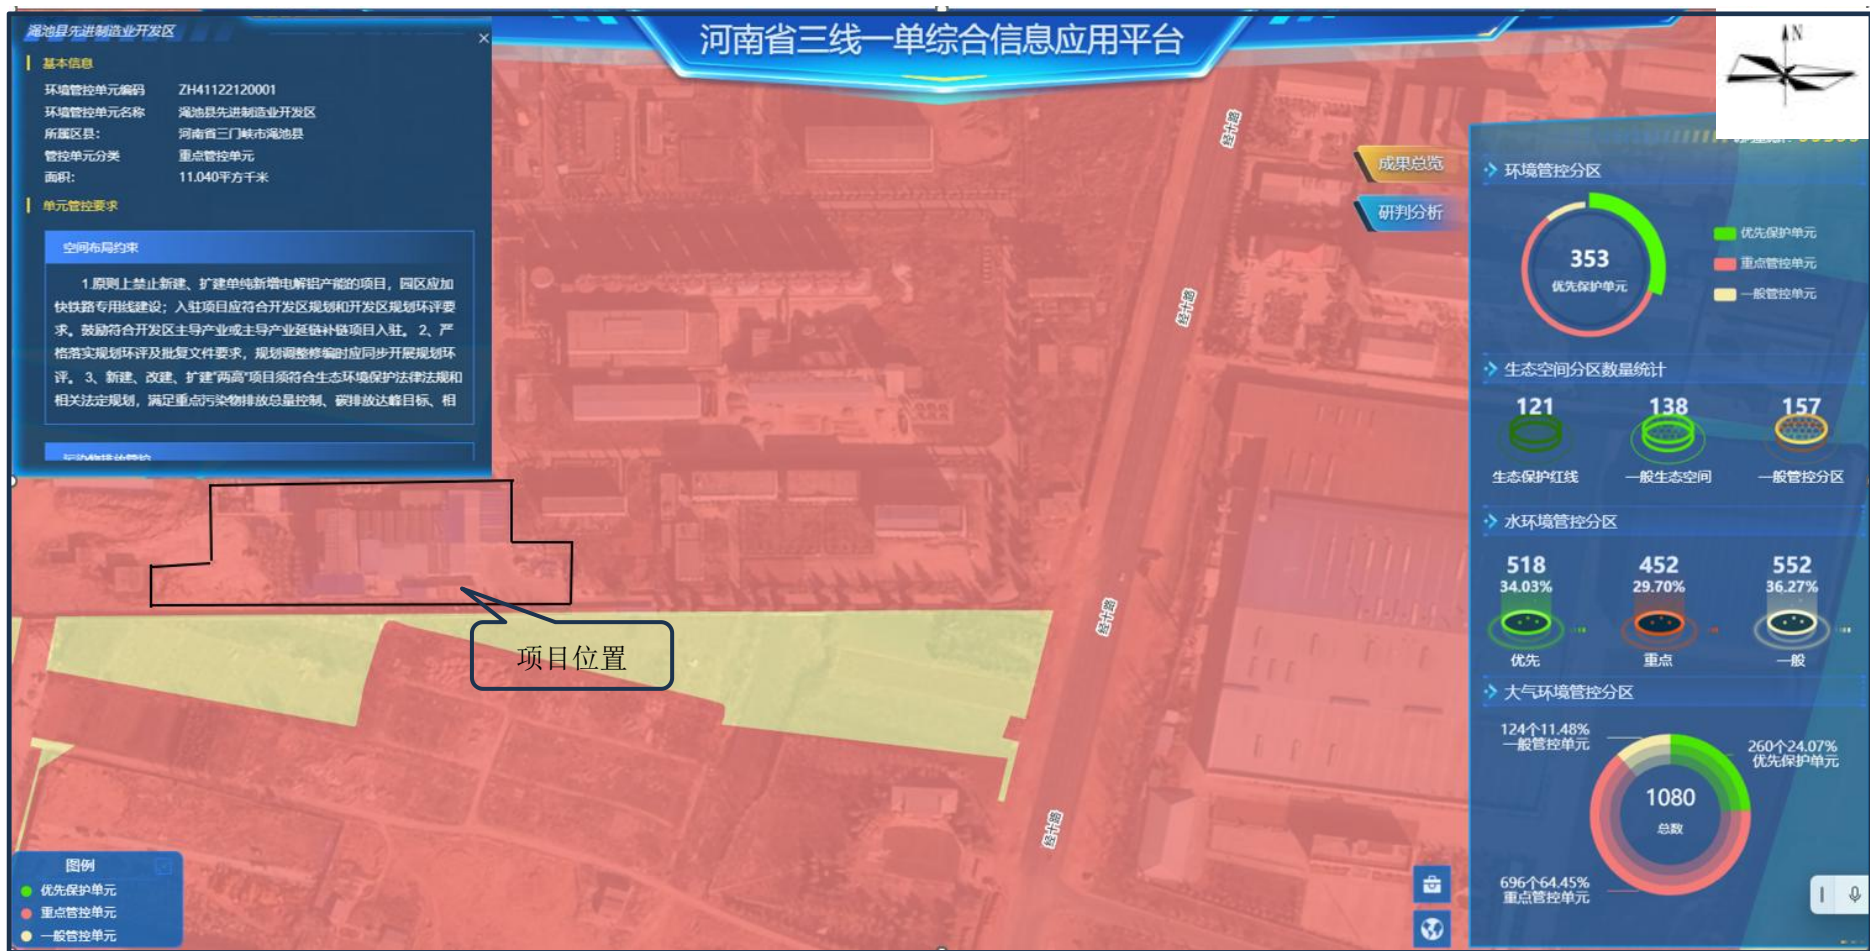 河南省三线一单综合信息应用平台
渑池县先进制造业开发区
×
基本信息
环境管控单元编码 ZH41122120001
环境管控单元名称 渑池县先进制造业开发区
所属区县: 河南省三门峡市渑池县
管控单元分类 重点管控单元
面积: 11.040平方千米
单元管控要求
空间布局约束
1.原则上禁止新建、扩建单纯新增电解铝产能的项目，园区应加
快铁路专用线建设；入驻项目应符合开发区规划和开发区规划环评要
求。鼓励符合开发区主导产业或主导产业延链补链项目入驻。 2、严
格落实规划环评及批复文件要求，规划调整修编时应同步开展规划环
评。 3、新建、改建、扩建“两高”项目须符合生态环境保护法律法规和
相关法定规划，满足重点污染物排放总量控制、碳排放达峰目标、相
污染物排放管控
N
经十路
经十路
经十路
经十路
项目位置
成果总览
研判分析
环境管控分区
353
优先保护单元
优先保护单元
重点管控单元
一般管控单元
生态空间分区数量统计
121 138 157
生态保护红线 一般生态空间 一般管控分区
水环境管控分区
518 452 552
34.03% 29.70% 36.27%
优先 重点 一般
大气环境管控分区
124个11.48%
一般管控单元
260个24.07%
优先保护单元
1080
总数
696个64.45%
重点管控单元
图例
优先保护单元
重点管控单元
一般管控单元